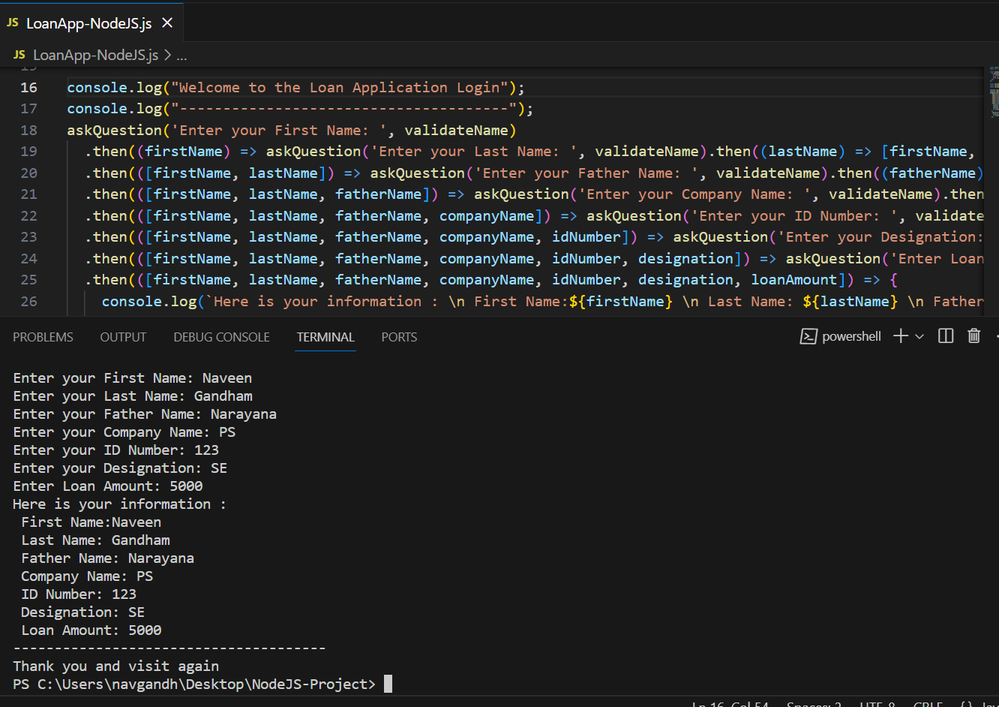 JS LoanApp-NodeJS.js
JS LoanApp-NodeJS.js > ...
15
16 console.log("Welcome to the Loan Application Login");
17 console.log("--------------------------------------");
18 askQuestion('Enter your First Name: ', validateName)
19 .then((firstName) => askQuestion('Enter your Last Name: ', validateName).then((lastName) => [firstName,
20 .then(([firstName, lastName]) => askQuestion('Enter your Father Name: ', validateName).then((fatherName)
21 .then(([firstName, lastName, fatherName]) => askQuestion('Enter your Company Name: ', validateName).then
22 .then(([firstName, lastName, fatherName, companyName]) => askQuestion('Enter your ID Number: ', validate
23 .then(([firstName, lastName, fatherName, companyName, idNumber]) => askQuestion('Enter your Designation:
24 .then(([firstName, lastName, fatherName, companyName, idNumber, designation]) => askQuestion('Enter Loan
25 .then(([firstName, lastName, fatherName, companyName, idNumber, designation, loanAmount]) => {
26 console.log(`Here is your information : \n First Name:${firstName} \n Last Name: ${lastName} \n Father
PROBLEMS OUTPUT DEBUG CONSOLE TERMINAL PORTS powershell
Enter your First Name: Naveen
Enter your Last Name: Gandham
Enter your Father Name: Narayana
Enter your Company Name: PS
Enter your ID Number: 123
Enter your Designation: SE
Enter Loan Amount: 5000
Here is your information :
First Name:Naveen
Last Name: Gandham
Father Name: Narayana
Company Name: PS
ID Number: 123
Designation: SE
Loan Amount: 5000
--------------------------------------
Thank you and visit again
PS C:\Users\navgandh\Desktop\NodeJS-Project>
Ln 16, Col 54 Spaces: 2 UTF-8 CRLF {}